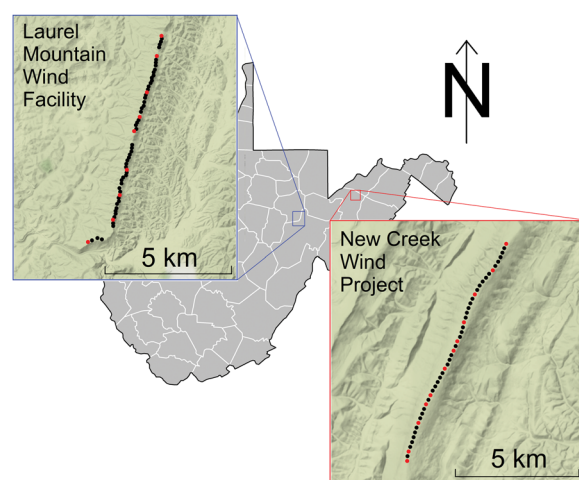 Laurel
Mountain
Wind
Facility
5 km
N
New Creek
Wind
Project
5 km